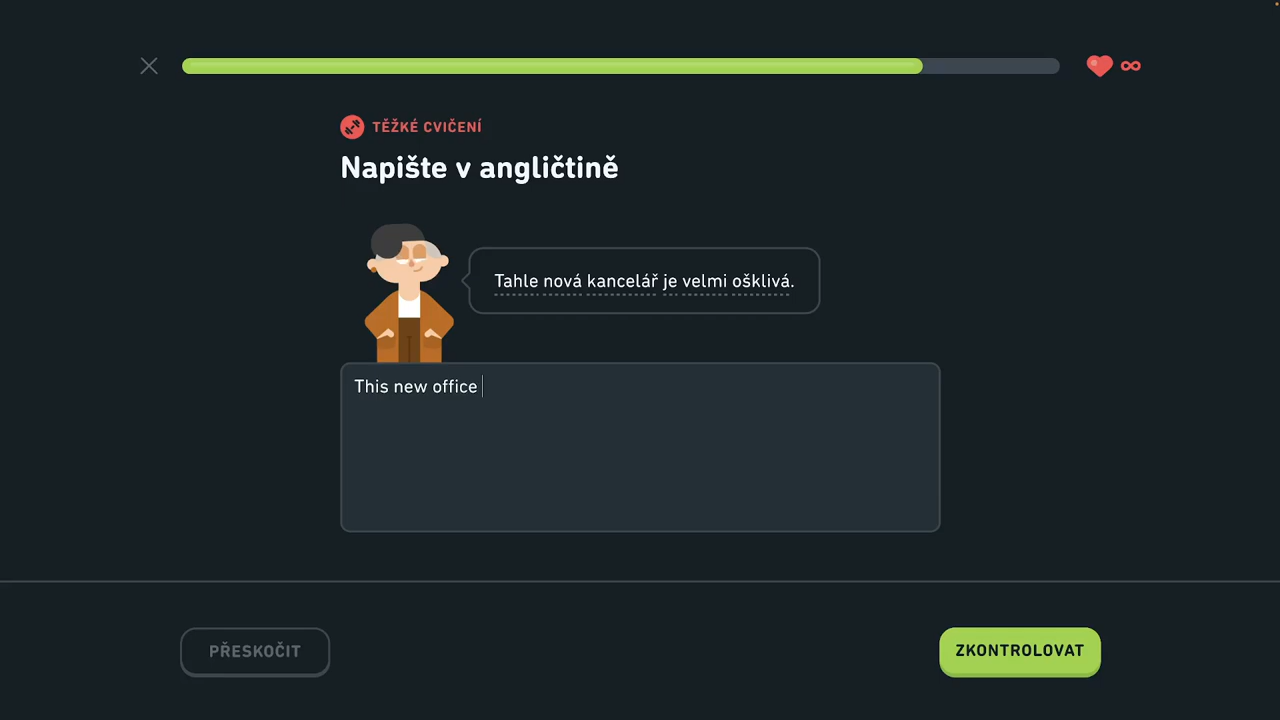 ∞
TĚŽKÉ CVIČENÍ
Napište v angličtině
Tahle nová kancelář je velmi ošklivá.
This new office
PŘESKOČIT
ZKONTROLOVAT